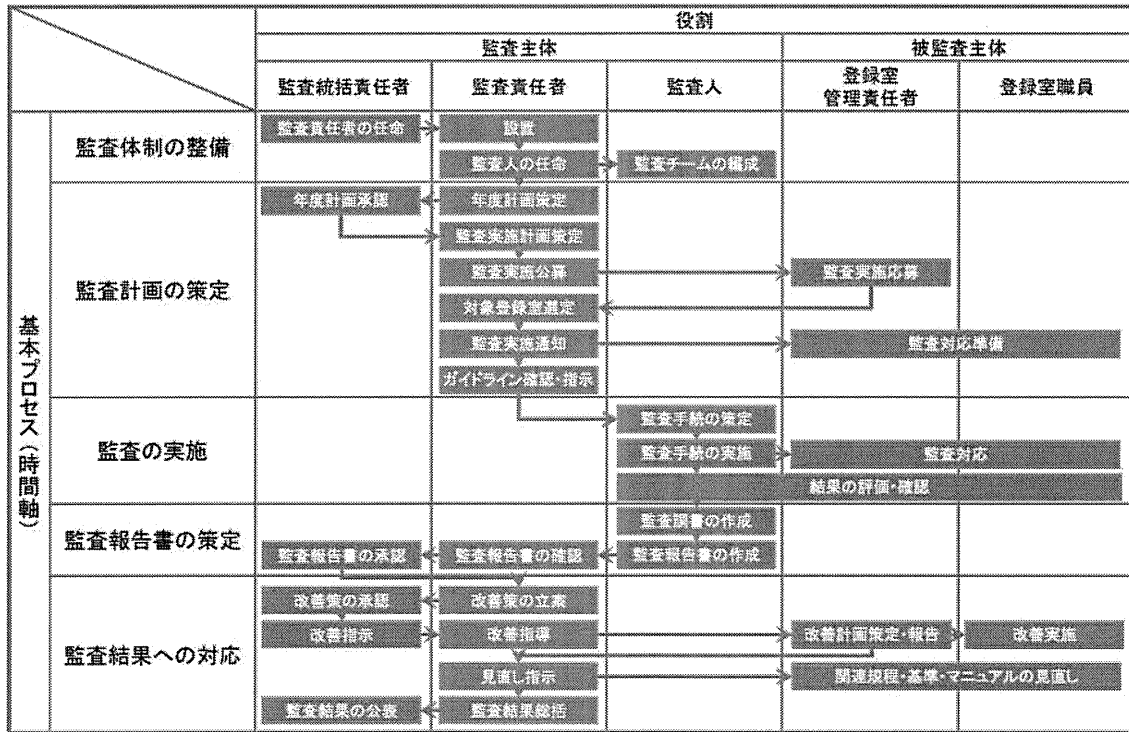 役割
監査主体
被監査主体
監査統括責任者
監査責任者
監査人
登録室
管理責任者
登録室職員
基本プロセス(時間軸)
監査体制の整備
監査責任者の任命
設置
監査人の任命
監査チームの編成
監査計画の策定
年度計画承認
年度計画策定
監査実施計画策定
監査実施公募
監査実施応募
対象登録室選定
監査実施通知
監査対応準備
ガイドライン確認・指示
監査の実施
監査手続の策定
監査手続の実施
監査対応
結果の評価・確認
監査報告書の策定
監査調書の作成
監査報告書の承認
監査報告書の確認
監査報告書の作成
監査結果への対応
改善策の承認
改善策の立案
改善指示
改善指導
改善計画策定・報告
改善実施
見直し指示
関連規程・基準・マニュアルの見直し
監査結果の公表
監査結果総括